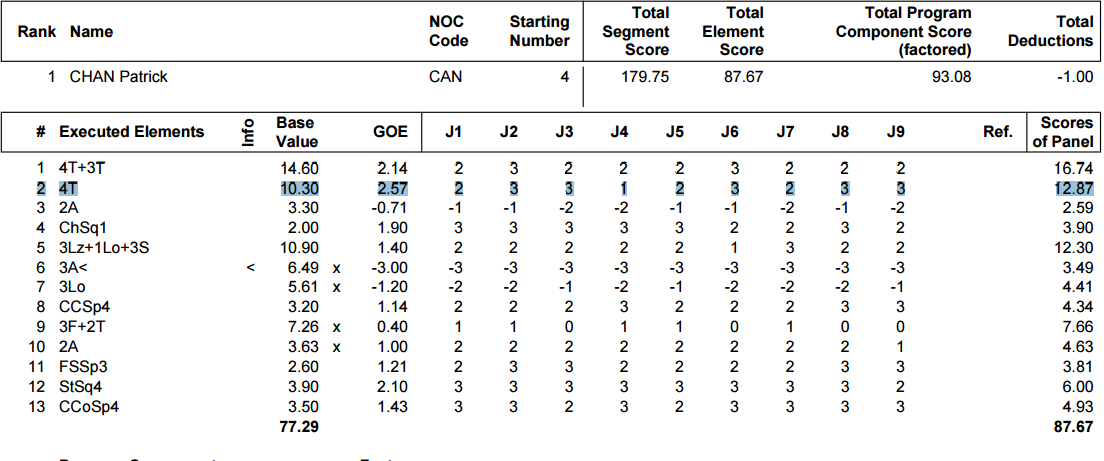 Rank Name NOC Code Starting Number Total Segment Score Total Element Score Total Program Component Score (factored) Total Deductions
1 CHAN Patrick CAN 4 179.75 87.67 93.08 -1.00
# Executed Elements Info Base Value GOE J1 J2 J3 J4 J5 J6 J7 J8 J9 Ref. Scores of Panel
1 4T+3T 14.60 2.14 2 3 2 2 2 3 2 2 2 16.74
2 4T 10.30 2.57 2 3 3 1 2 3 2 3 3 12.87
3 2A 3.30 -0.71 -1 -1 -2 -2 -1 -1 -2 -1 -2 2.59
4 ChSq1 2.00 1.90 3 3 3 3 3 2 2 3 2 3.90
5 3Lz+1Lo+3S 10.90 1.40 2 2 2 2 2 1 3 2 2 12.30
6 3A< < 6.49 x -3.00 -3 -3 -3 -3 -3 -3 -3 -3 -3 3.49
7 3Lo 5.61 x -1.20 -2 -2 -1 -2 -1 -2 -2 -2 -1 4.41
8 CCSp4 3.20 1.14 2 2 2 3 2 2 2 3 3 4.34
9 3F+2T 7.26 x 0.40 1 1 0 1 1 0 1 0 0 7.66
10 2A 3.63 x 1.00 2 2 2 2 2 2 2 2 1 4.63
11 FSSp3 2.60 1.21 2 3 3 2 2 2 2 3 3 3.81
12 StSq4 3.90 2.10 3 3 3 3 3 3 3 3 2 6.00
13 CCoSp4 3.50 1.43 3 3 2 3 2 3 3 3 3 4.93
77.29 87.67